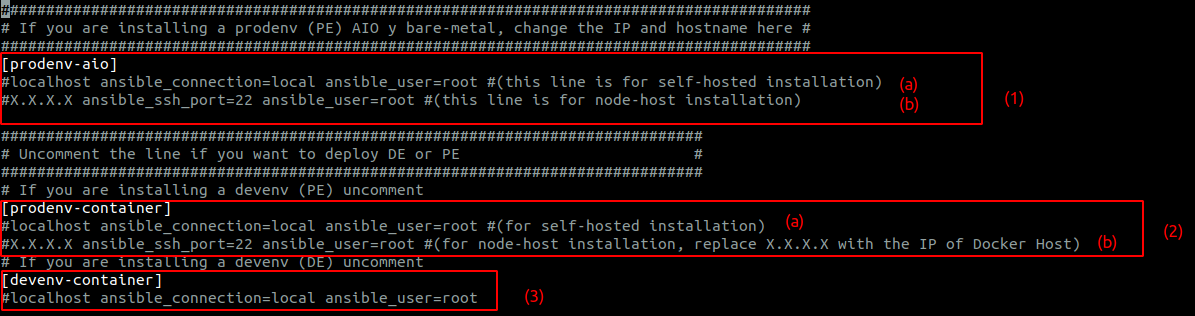 ##########################################################################################
# If you are installing a prodenv (PE) AIO y bare-metal, change the IP and hostname here #
##########################################################################################
[prodenv-aio]
#localhost ansible_connection=local ansible_user=root #(this line is for self-hosted installation) (a)
#X.X.X.X ansible_ssh_port=22 ansible_user=root #(this line is for node-host installation) (b)
(1)
##############################################################################
# Uncomment the line if you want to deploy DE or PE                          #
##############################################################################
# If you are installing a devenv (PE) uncomment
[prodenv-container]
#localhost ansible_connection=local ansible_user=root #(for self-hosted installation) (a)
#X.X.X.X ansible_ssh_port=22 ansible_user=root #(for node-host installation, replace X.X.X.X with the IP of Docker Host) (b)
(2)
# If you are installing a devenv (DE) uncomment
[devenv-container]
#localhost ansible_connection=local ansible_user=root (3)